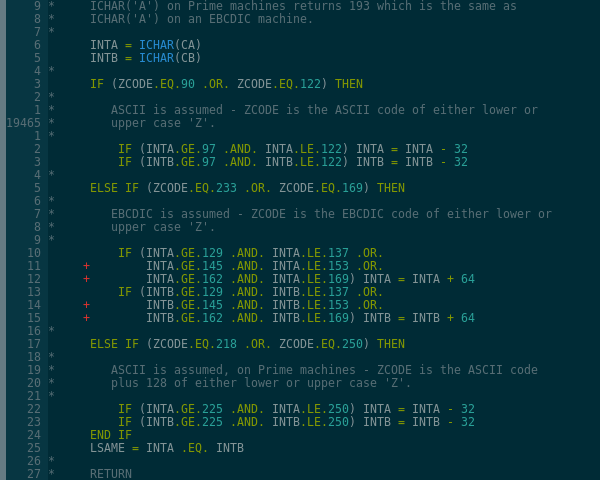 9 *     ICHAR('A') on Prime machines returns 193 which is the same as
8 *     ICHAR('A') on an EBCDIC machine.
7 *
6       INTA = ICHAR(CA)
5       INTB = ICHAR(CB)
4 *
3       IF (ZCODE.EQ.90 .OR. ZCODE.EQ.122) THEN
2 *
1 *        ASCII is assumed - ZCODE is the ASCII code of either lower or
19465 *        upper case 'Z'.
1 *
2           IF (INTA.GE.97 .AND. INTA.LE.122) INTA = INTA - 32
3           IF (INTB.GE.97 .AND. INTB.LE.122) INTB = INTB - 32
4 *
5       ELSE IF (ZCODE.EQ.233 .OR. ZCODE.EQ.169) THEN
6 *
7 *        EBCDIC is assumed - ZCODE is the EBCDIC code of either lower or
8 *        upper case 'Z'.
9 *
10          IF (INTA.GE.129 .AND. INTA.LE.137 .OR.
11     +        INTA.GE.145 .AND. INTA.LE.153 .OR.
12     +        INTA.GE.162 .AND. INTA.LE.169) INTA = INTA + 64
13          IF (INTB.GE.129 .AND. INTB.LE.137 .OR.
14     +        INTB.GE.145 .AND. INTB.LE.153 .OR.
15     +        INTB.GE.162 .AND. INTB.LE.169) INTB = INTB + 64
16 *
17      ELSE IF (ZCODE.EQ.218 .OR. ZCODE.EQ.250) THEN
18 *
19 *        ASCII is assumed, on Prime machines - ZCODE is the ASCII code
20 *        plus 128 of either lower or upper case 'Z'.
21 *
22          IF (INTA.GE.225 .AND. INTA.LE.250) INTA = INTA - 32
23          IF (INTB.GE.225 .AND. INTB.LE.250) INTB = INTB - 32
24      END IF
25      LSAME = INTA .EQ. INTB
26 *
27 *     RETURN